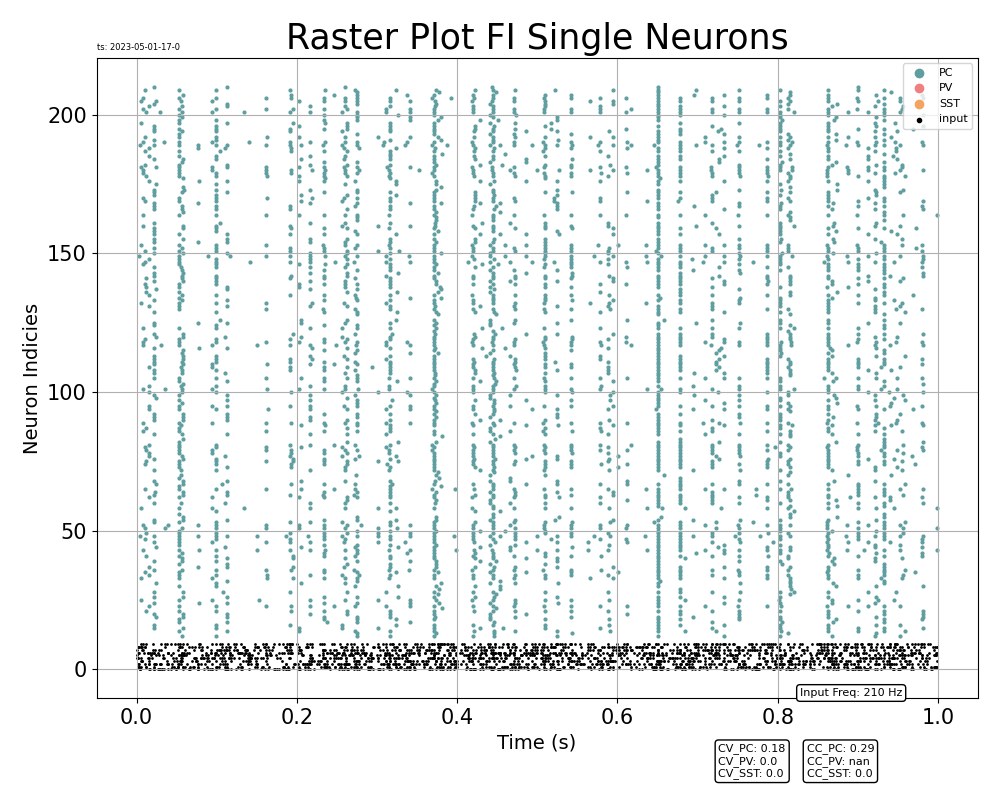 Raster Plot FI Single Neurons
ts: 2023-05-01-17-0
PC
PV
SST
input
200
150
100
50
0
Neuron Indicies
0.0 0.2 0.4 0.6 0.8 1.0
Time (s)
Input Freq: 210 Hz
CV_PC: 0.18
CV_PV: 0.0
CV_SST: 0.0
CC_PC: 0.29
CC_PV: nan
CC_SST: 0.0